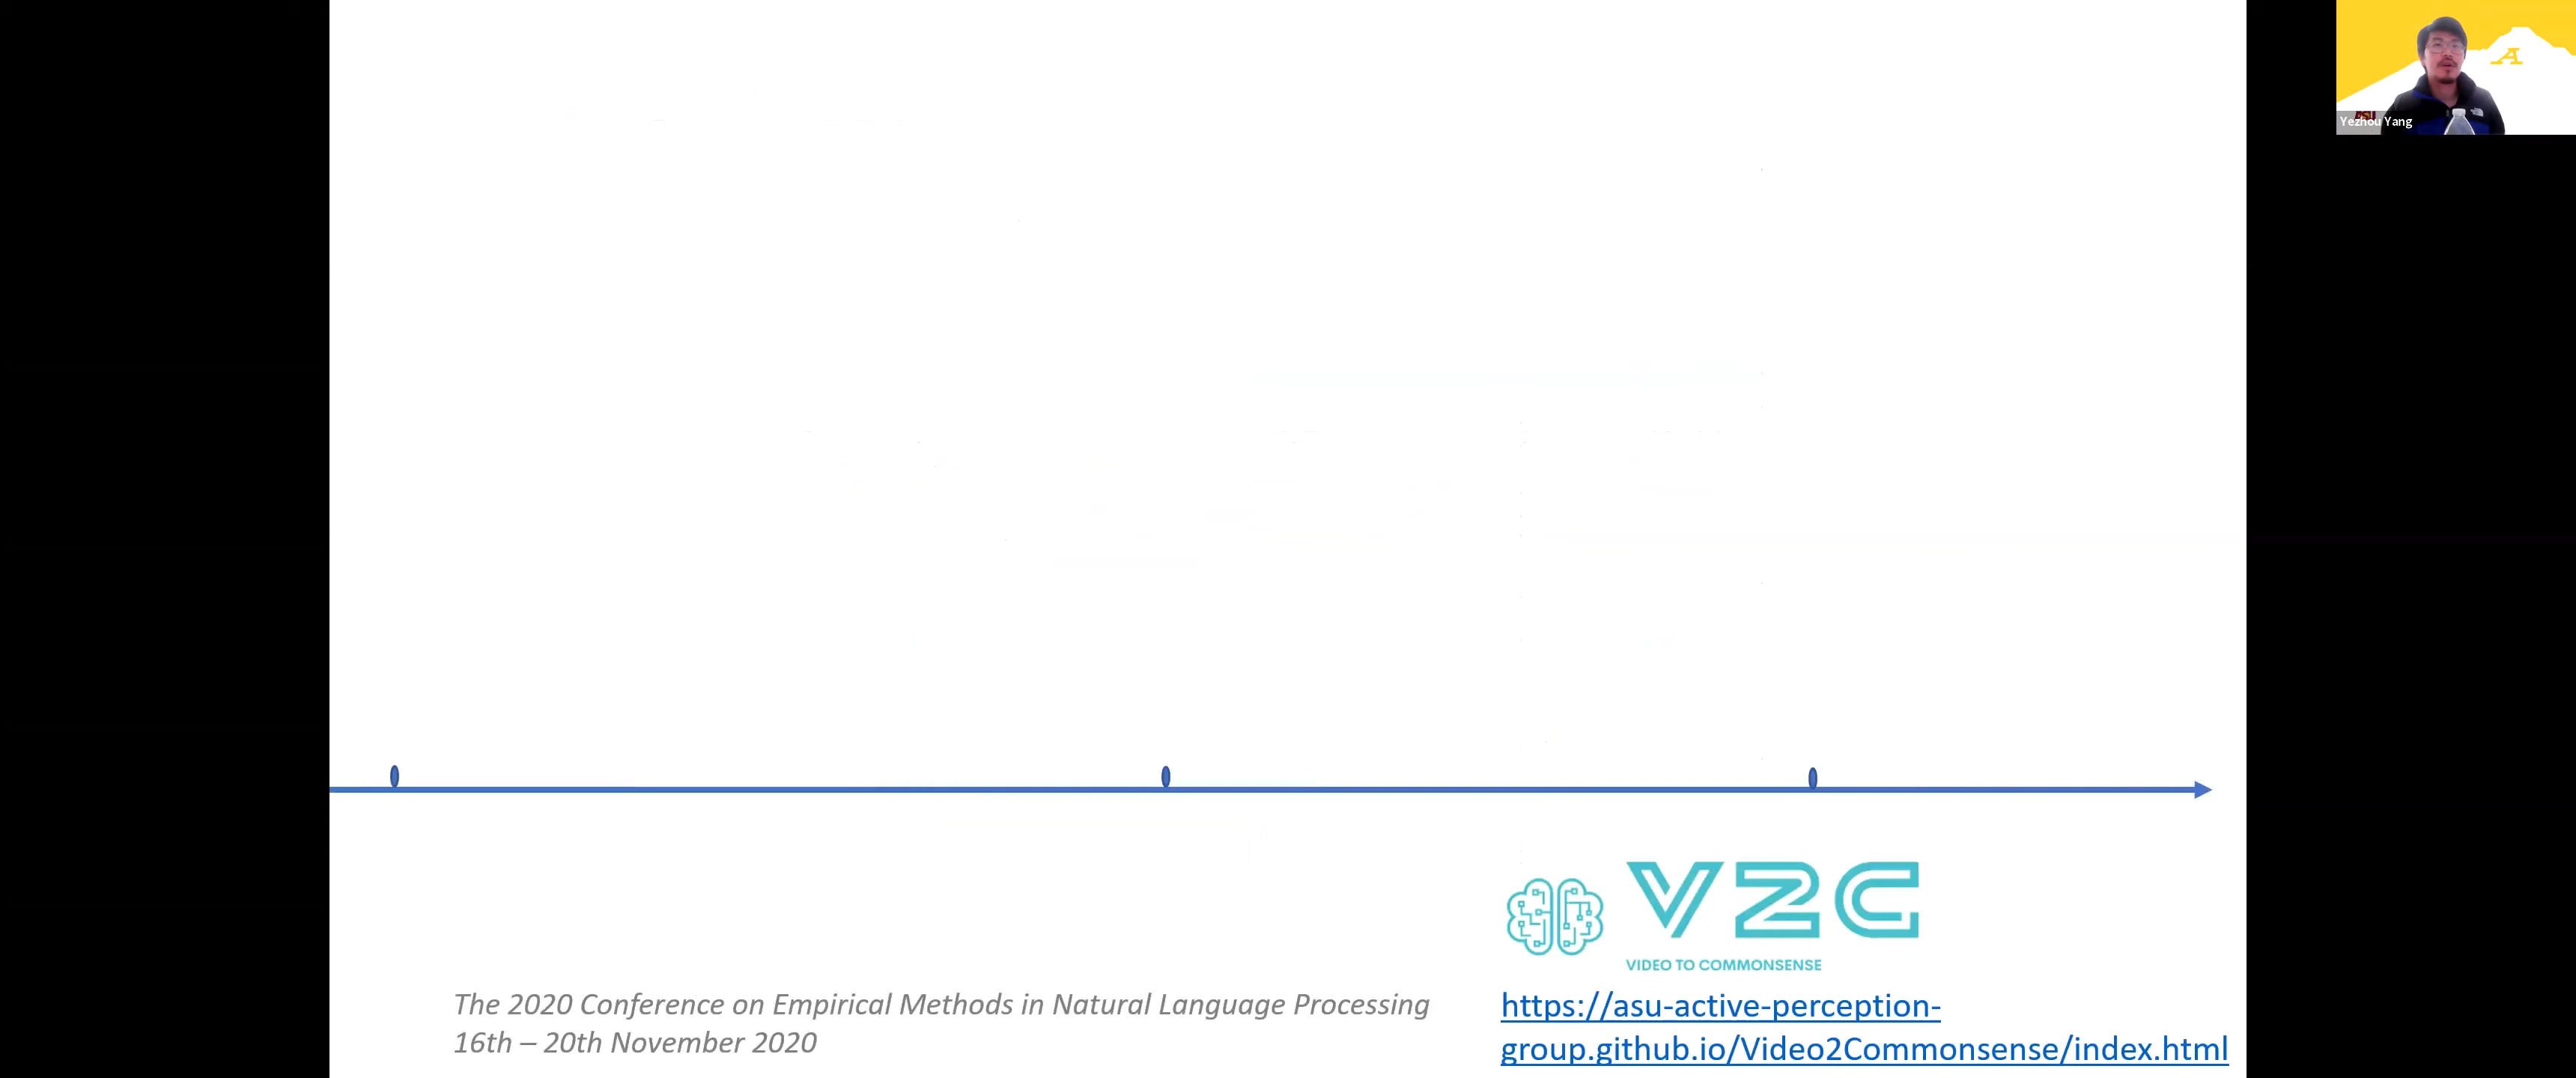 A
ASU
Yezhou Yang
V2C
VIDEO TO COMMONSENSE
The 2020 Conference on Empirical Methods in Natural Language Processing
16th – 20th November 2020
https://asu-active-perception-
group.github.io/Video2Commonsense/index.html